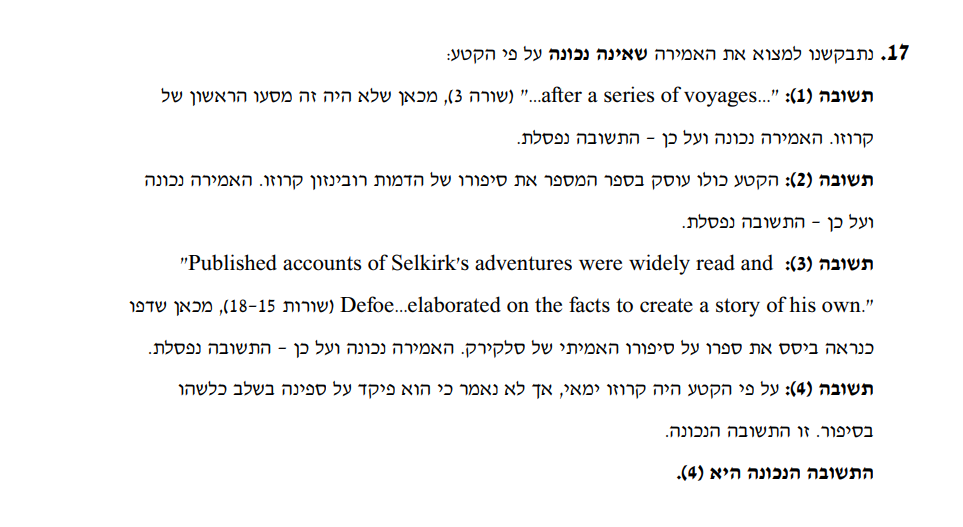 17. נתבקשנו למצוא את האמירה שאינה נכונה על פי הקטע:
תשובה (1): "...after a series of voyages..." (שורה 3), מכאן שלא היה זה מסעו הראשון של
קרוזו. האמירה נכונה ועל כן – התשובה נפסלת.
תשובה (2): הקטע כולו עוסק בספר המספר את סיפורו של הדמות רובינזון קרוזו. האמירה נכונה
ועל כן – התשובה נפסלת.
תשובה (3): "Published accounts of Selkirk's adventures were widely read and
Defoe...elaborated on the facts to create a story of his own." (שורות 15-18), מכאן שדפו
כנראה ביסס את ספרו על סיפורו האמיתי של סלקירק. האמירה נכונה ועל כן – התשובה נפסלת.
תשובה (4): על פי הקטע היה קרוזו ימאי, אך לא נאמר כי הוא פיקד על ספינה בשלב כלשהו
בסיפור. זו התשובה הנכונה.
התשובה הנכונה היא (4).